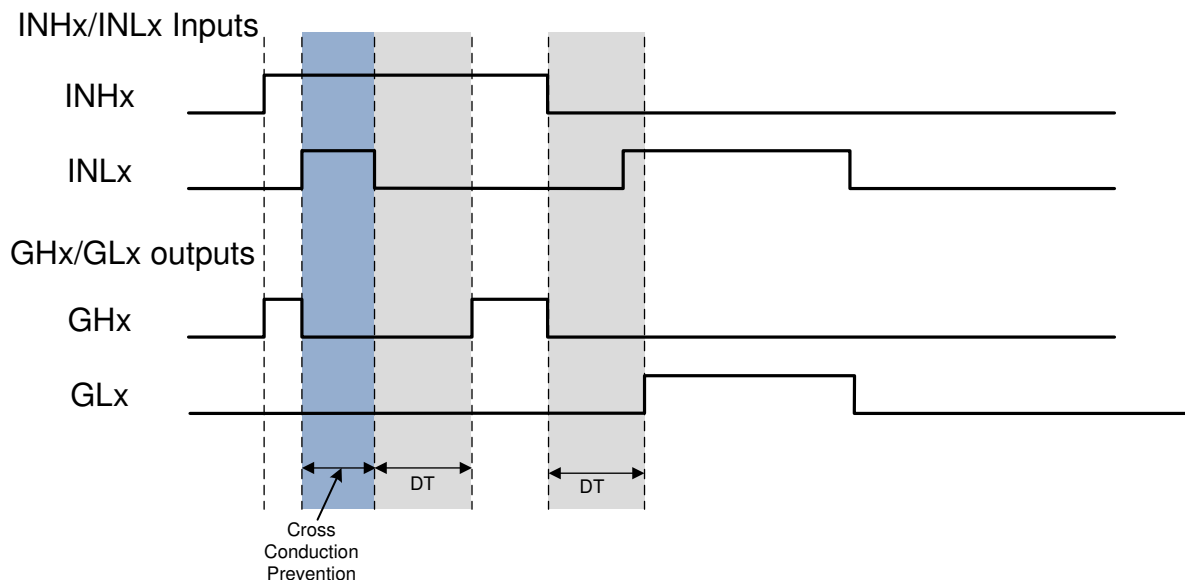 INHx/INLx Inputs
INHx
INLx
GHx/GLx outputs
GHx
GLx
DT
DT
Cross
Conduction
Prevention